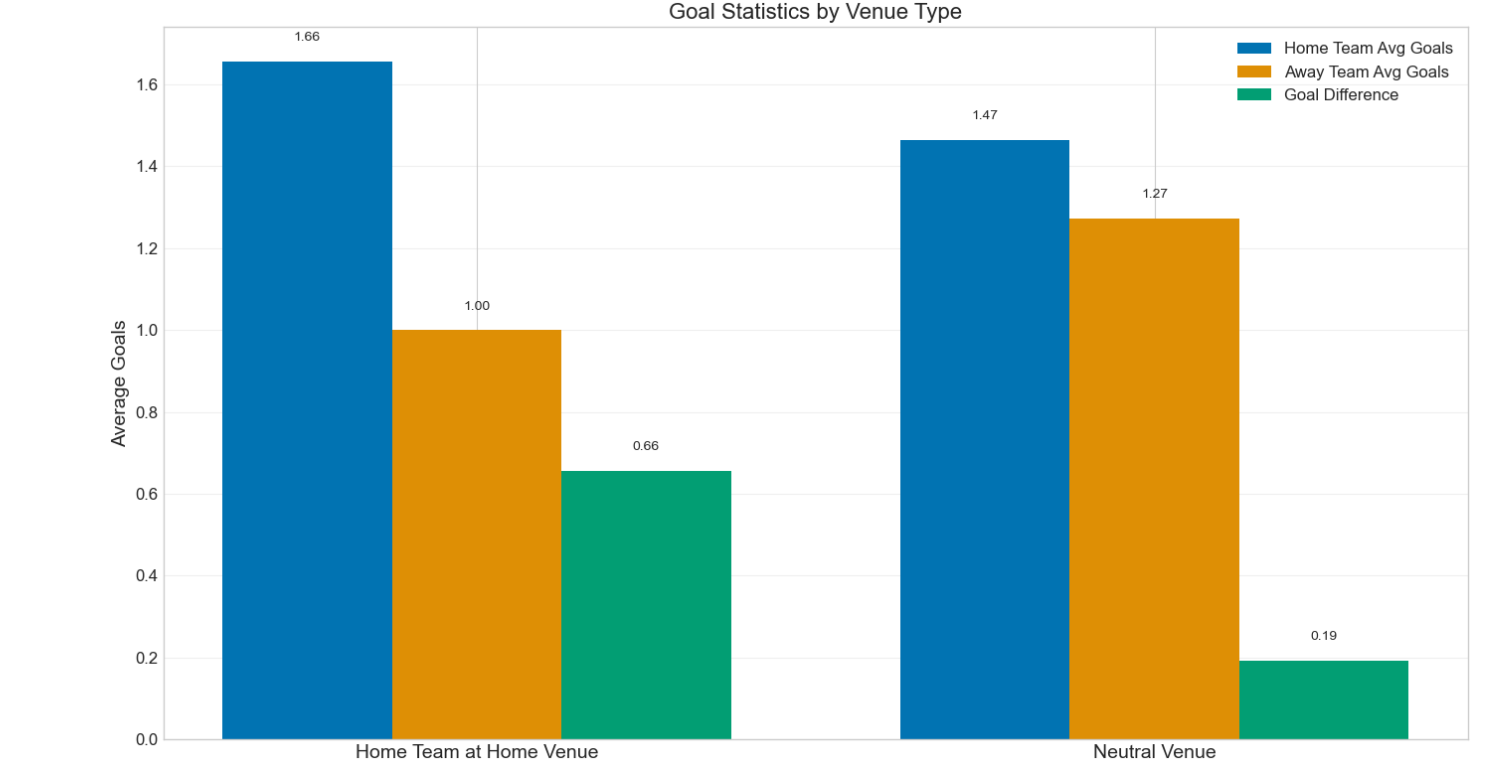 Goal Statistics by Venue Type
Home Team Avg Goals
Away Team Avg Goals
Goal Difference
Average Goals
1.6
1.4
1.2
1.0
0.8
0.6
0.4
0.2
0.0
1.66
1.00
0.66
1.47
1.27
0.19
Home Team at Home Venue
Neutral Venue